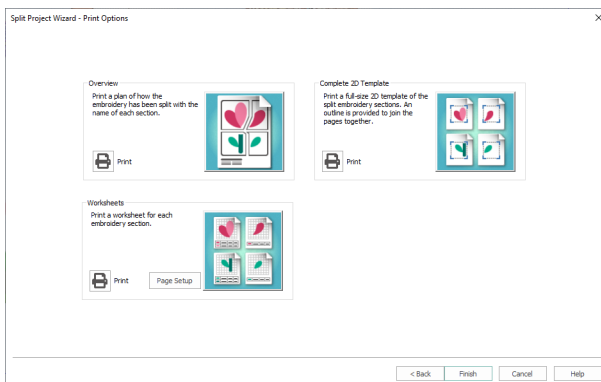 Split Project Wizard - Print Options
Overview
Print a plan of how the
embroidery has been split with the
name of each section.
Print
Complete 2D Template
Print a full-size 2D template of the
split embroidery sections. An
outline is provided to join the
pages together.
Print
Worksheets
Print a worksheet for each
embroidery section.
Print
Page Setup
< Back
Finish
Cancel
Help